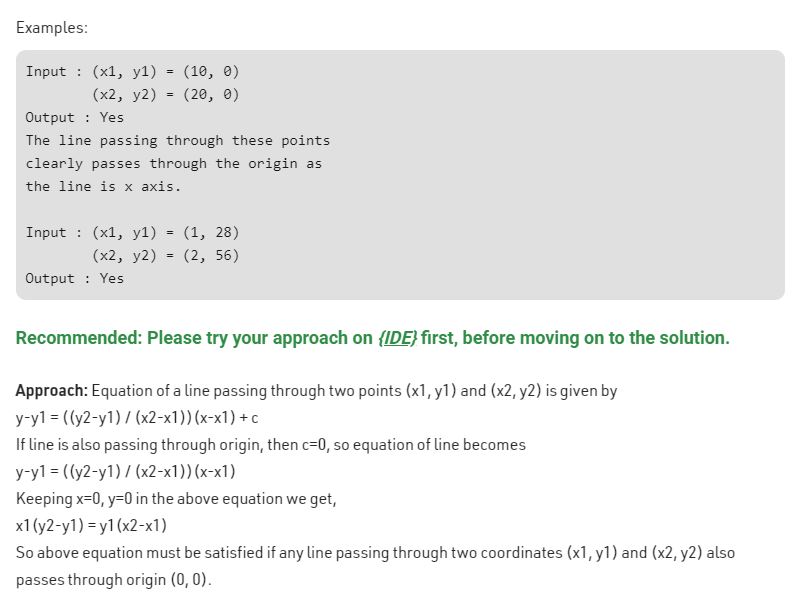 Examples:
Input : (x1, y1) = (10, 0)
(x2, y2) = (20, 0)
Output : Yes
The line passing through these points
clearly passes through the origin as
the line is x axis.
Input : (x1, y1) = (1, 28)
(x2, y2) = (2, 56)
Output : Yes
Recommended: Please try your approach on {IDE} first, before moving on to the solution.
Approach: Equation of a line passing through two points (x1, y1) and (x2, y2) is given by
y-y1 = ((y2-y1) / (x2-x1)) (x-x1) + c
If line is also passing through origin, then c=0, so equation of line becomes
y-y1 = ((y2-y1) / (x2-x1)) (x-x1)
Keeping x=0, y=0 in the above equation we get,
x1(y2-y1) = y1(x2-x1)
So above equation must be satisfied if any line passing through two coordinates (x1, y1) and (x2, y2) also
passes through origin (0, 0).